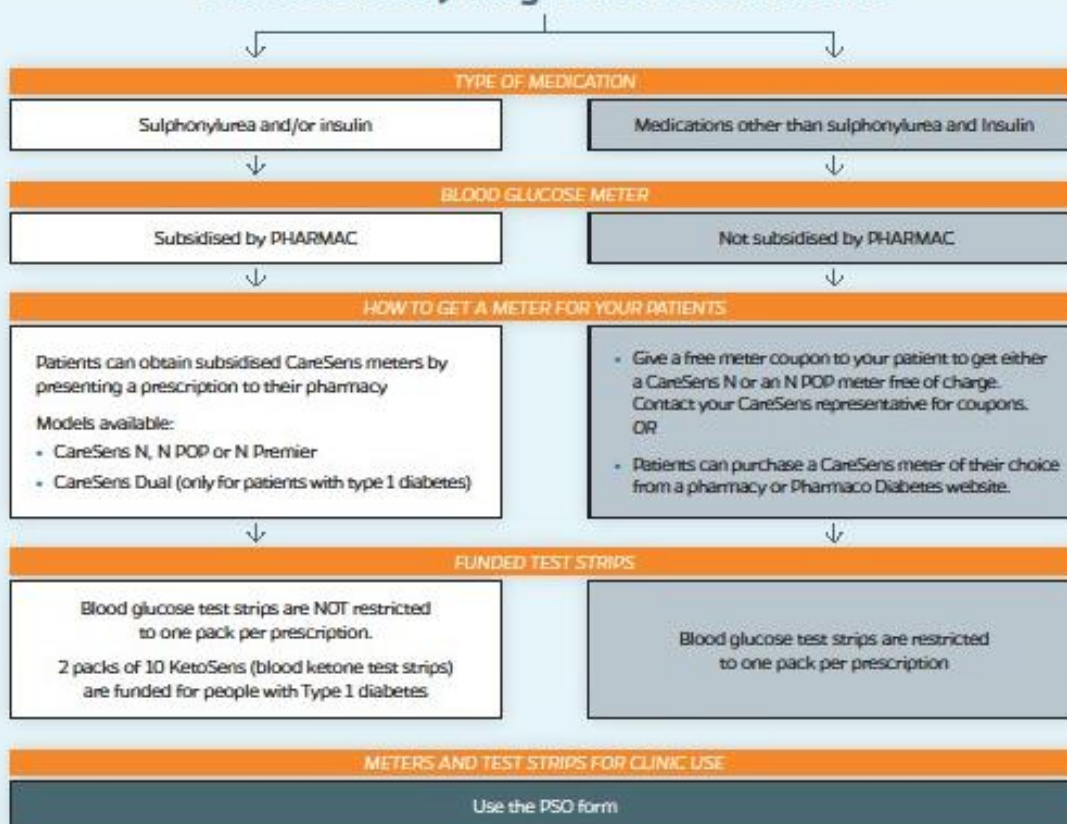 TYPE OF MEDICATION
Sulphonylurea and/or insulin
Medications other than sulphonylurea and Insulin
BLOOD GLUCOSE METER
Subsidised by PHARMAC
Not subsidised by PHARMAC
HOW TO GET A METER FOR YOUR PATIENTS
Patients can obtain subsidised CareSens meters by
presenting a prescription to their pharmacy
Models available:
• CareSens N, N POP or N Premier
• CareSens Dual (only for patients with type 1 diabetes)
• Give a free meter coupon to your patient to get either
a CareSens N or an N POP meter free of charge.
Contact your CareSens representative for coupons.
OR
• Patients can purchase a CareSens meter of their choice
from a pharmacy or Pharmaco Diabetes website.
FUNDED TEST STRIPS
Blood glucose test strips are NOT restricted
to one pack per prescription.
2 packs of 10 KetoSens (blood ketone test strips)
are funded for people with Type 1 diabetes
Blood glucose test strips are restricted
to one pack per prescription
METERS AND TEST STRIPS FOR CLINIC USE
Use the PSO form